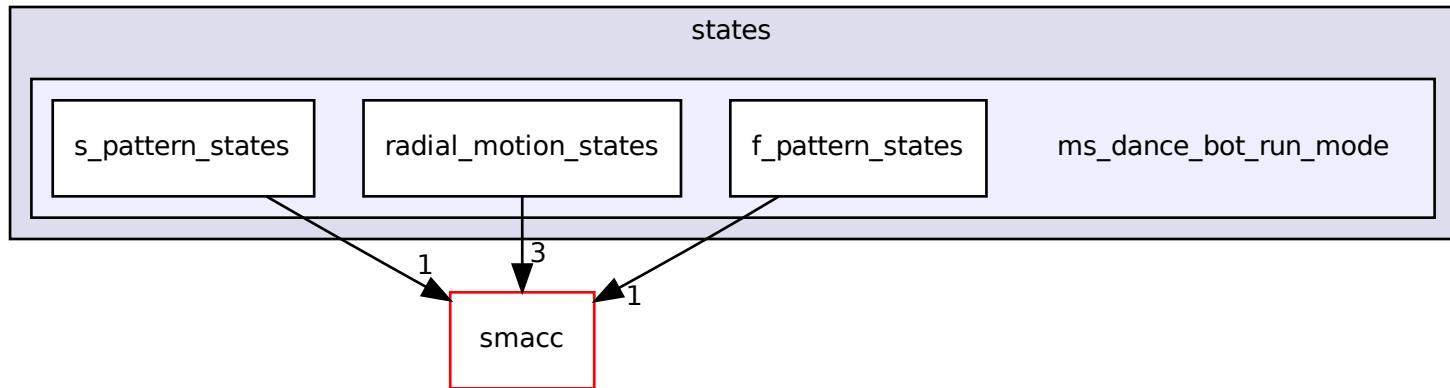 states
s_pattern_states
radial_motion_states
f_pattern_states
ms_dance_bot_run_mode
1
3
1
smacc